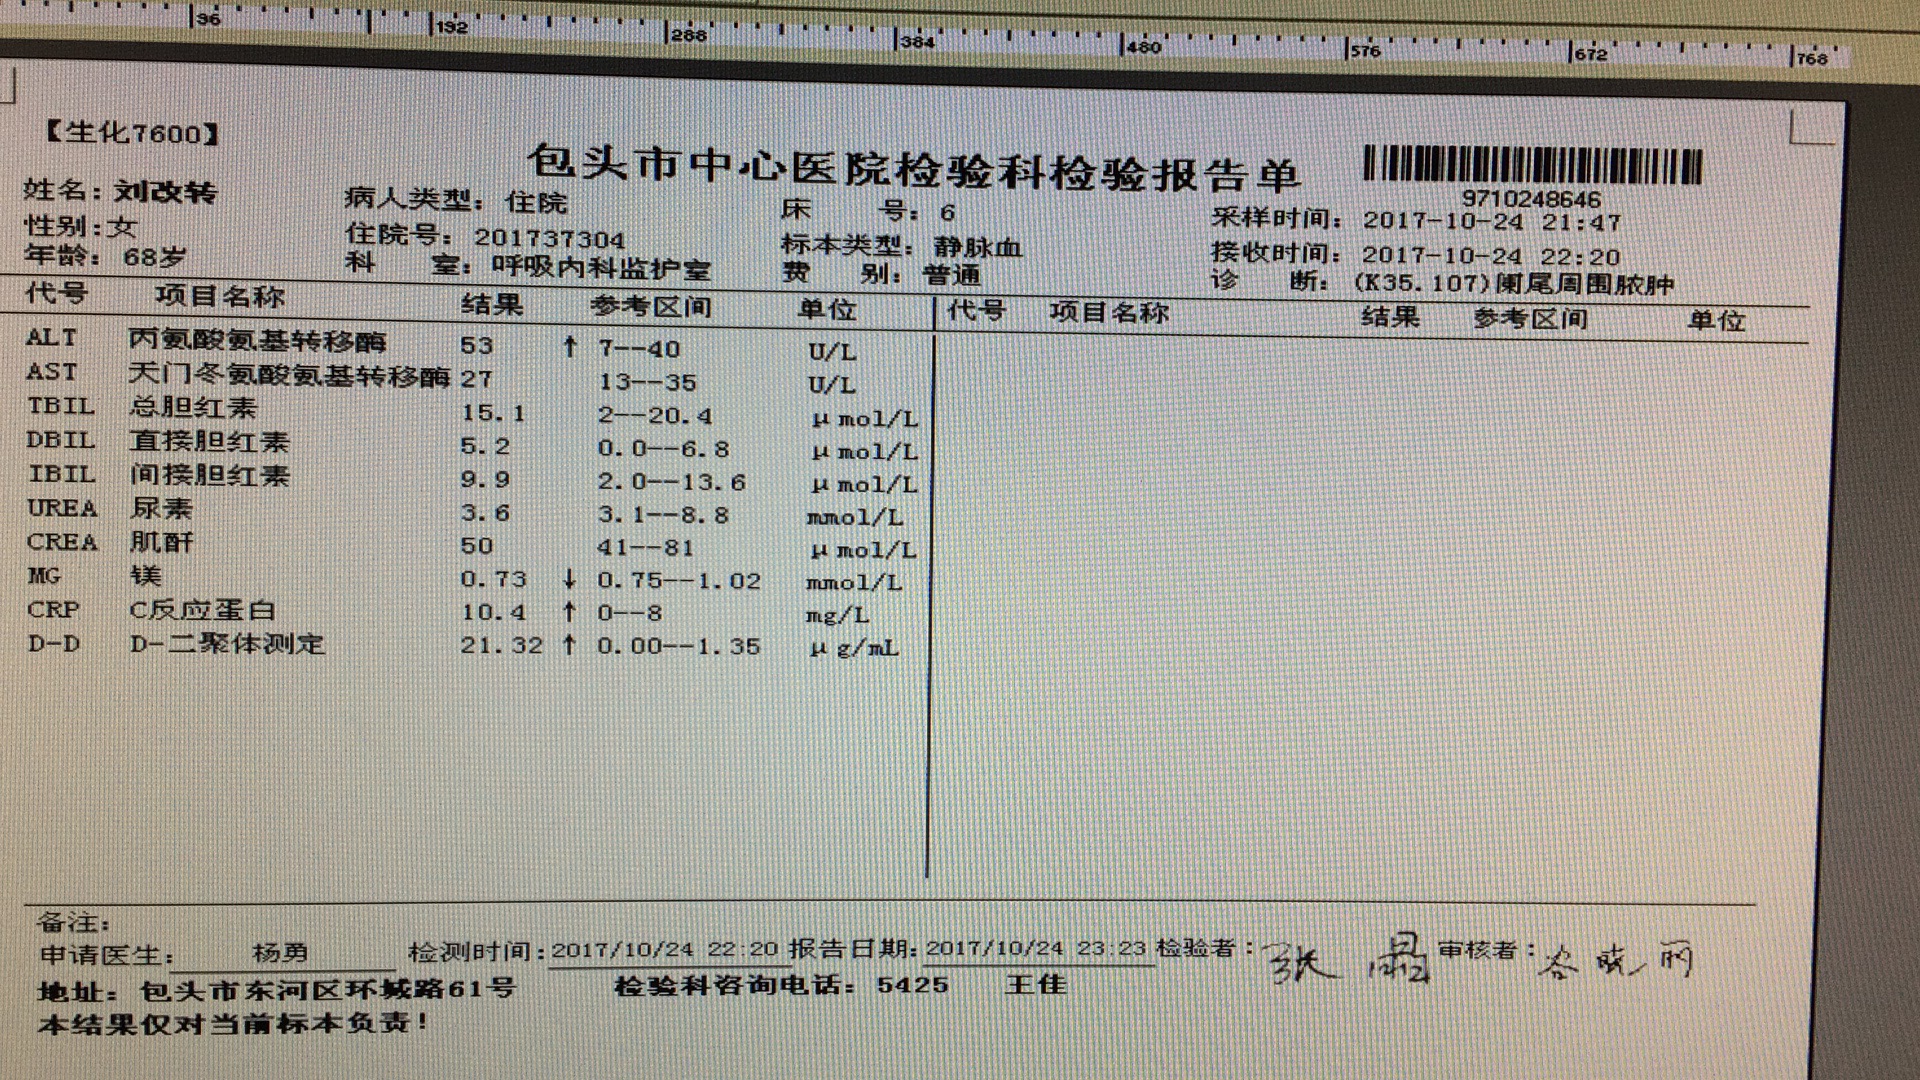 96 192 288 384 480 576 672 768
【生化7600】
包头市中心医院检验科检验报告单
9710248646
姓名：刘改转 病人类型：住院 床 号：6 采样时间：2017-10-24 21:47
性别：女 住院号：201737304 标本类型：静脉血 接收时间：2017-10-24 22:20
年龄：68岁 科 室：呼吸内科监护室 费 别：普通 诊 断：(K35.107)阑尾周围脓肿
代号 项目名称 结果 参考区间 单位 代号 项目名称 结果 参考区间 单位
ALT 丙氨酸氨基转移酶 53 ↑ 7--40 U/L
AST 天门冬氨酸氨基转移酶 27 13--35 U/L
TBIL 总胆红素 15.1 2--20.4 μmol/L
DBIL 直接胆红素 5.2 0.0--6.8 μmol/L
IBIL 间接胆红素 9.9 2.0--13.6 μmol/L
UREA 尿素 3.6 3.1--8.8 mmol/L
CREA 肌酐 50 41--81 μmol/L
MG 镁 0.73 ↓ 0.75--1.02 mmol/L
CRP C反应蛋白 10.4 ↑ 0--8 mg/L
D-D D-二聚体测定 21.32 ↑ 0.00--1.35 μg/mL
备注：
申请医生： 杨勇 检测时间：2017/10/24 22:20 报告日期：2017/10/24 23:23 检验者： 审核者：
地址：包头市东河区环城路61号 检验科咨询电话：5425 王佳
本结果仅对当前标本负责！